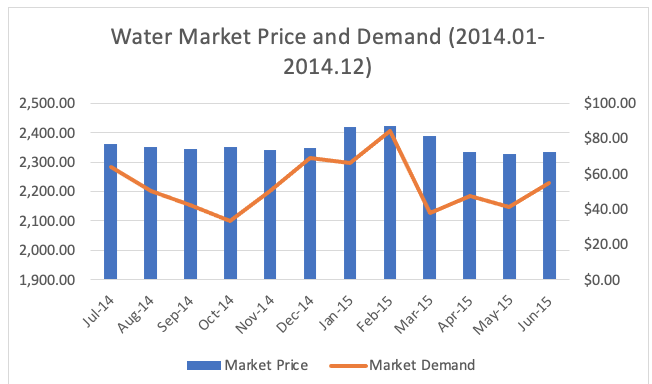 Water Market Price and Demand (2014.01-
2014.12)
2,500.00
2,400.00
2,300.00
2,200.00
2,100.00
2,000.00
1,900.00
$100.00
$80.00
$60.00
$40.00
$20.00
$0.00
Jul-14
Aug-14
Sep-14
Oct-14
Nov-14
Dec-14
Jan-15
Feb-15
Mar-15
Apr-15
May-15
Jun-15
Market Price
Market Demand